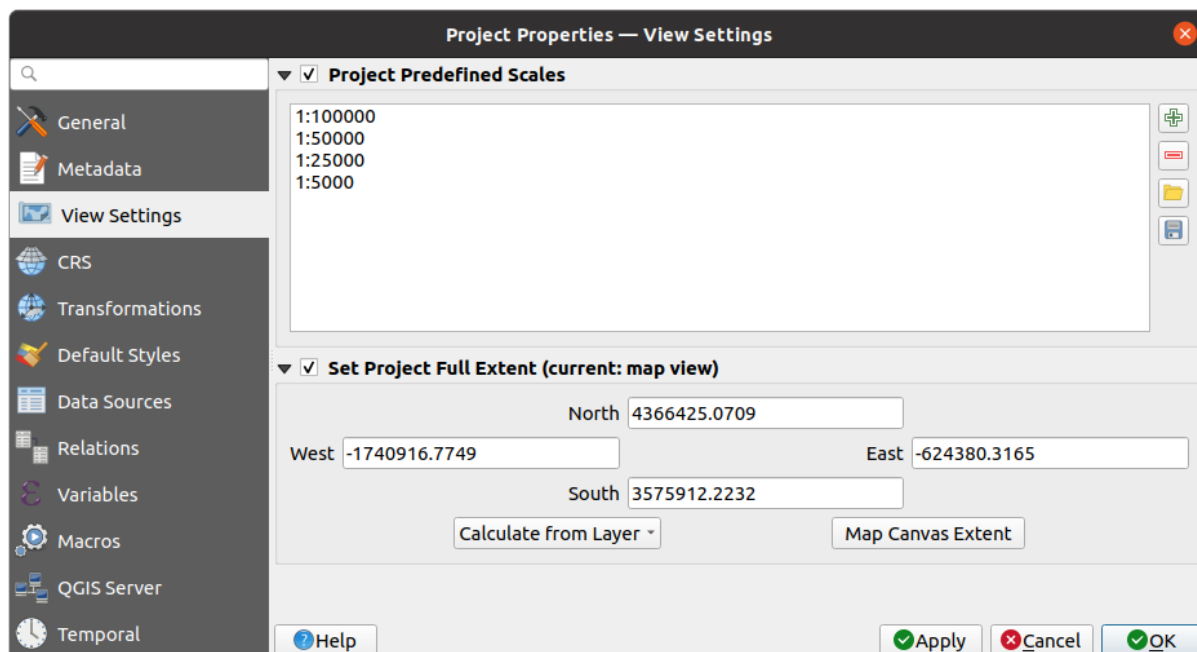 Project Properties — View Settings
General
Metadata
View Settings
CRS
Transformations
Default Styles
Data Sources
Relations
Variables
Macros
QGIS Server
Temporal
Project Predefined Scales
1:100000
1:50000
1:25000
1:5000
Set Project Full Extent (current: map view)
North 4366425.0709
West -1740916.7749 East -624380.3165
South 3575912.2232
Calculate from Layer Map Canvas Extent
Help Apply Cancel OK